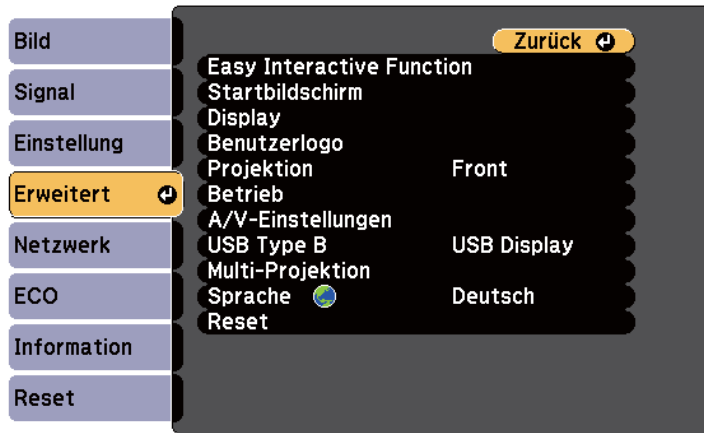 Bild
Signal
Einstellung
Erweitert
Netzwerk
ECO
Information
Reset
Zurück
Easy Interactive Function
Startbildschirm
Display
Benutzerlogo
Projektion Front
Betrieb
A/V-Einstellungen
USB Type B USB Display
Multi-Projektion
Sprache Deutsch
Reset